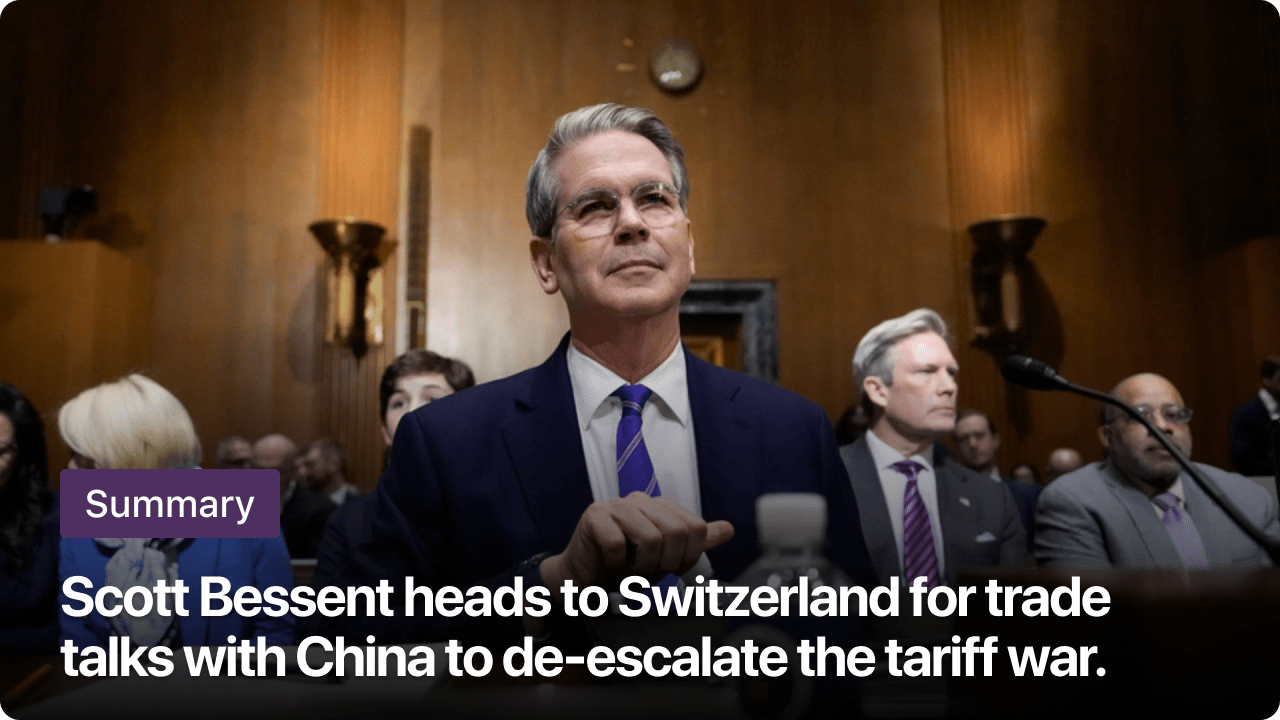 Summary
Scott Bessent heads to Switzerland for trade
talks with China to de-escalate the tariff war.